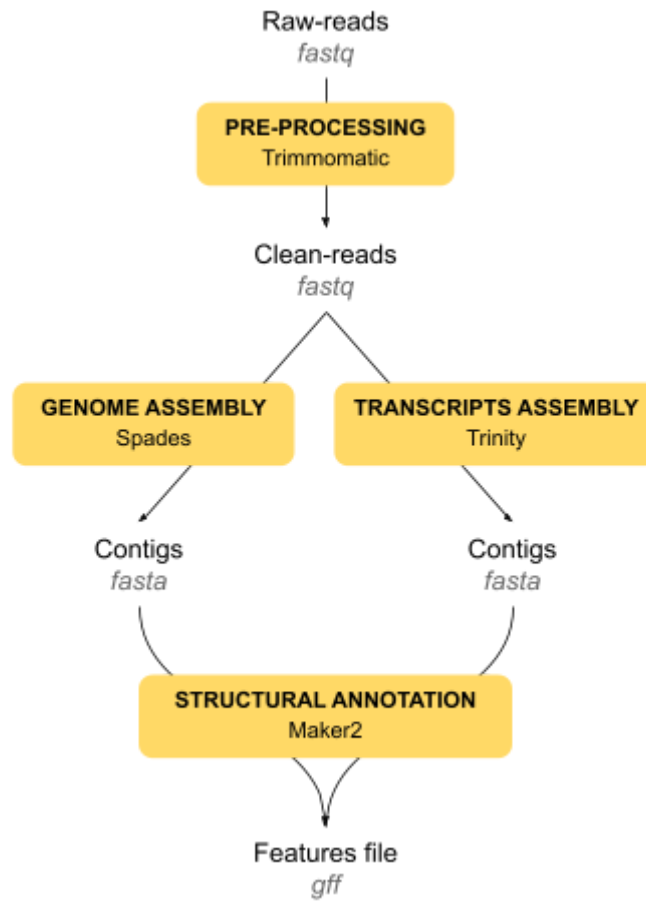 Raw-reads
fastq
PRE-PROCESSING
Trimmomatic
Clean-reads
fastq
GENOME ASSEMBLY
Spades
TRANSCRIPTS ASSEMBLY
Trinity
Contigs
fasta
Contigs
fasta
STRUCTURAL ANNOTATION
Maker2
Features file
gff